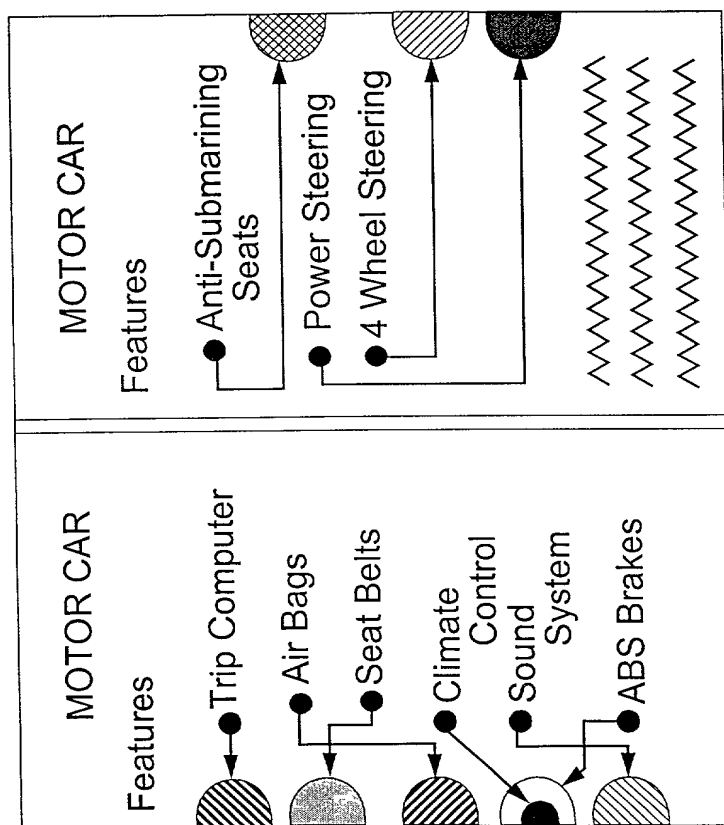 MOTOR CAR
Features
Trip Computer
Air Bags
Seat Belts
Climate
Control
Sound
System
ABS Brakes
MOTOR CAR
Features
Anti-Submarining
Seats
Power Steering
4 Wheel Steering